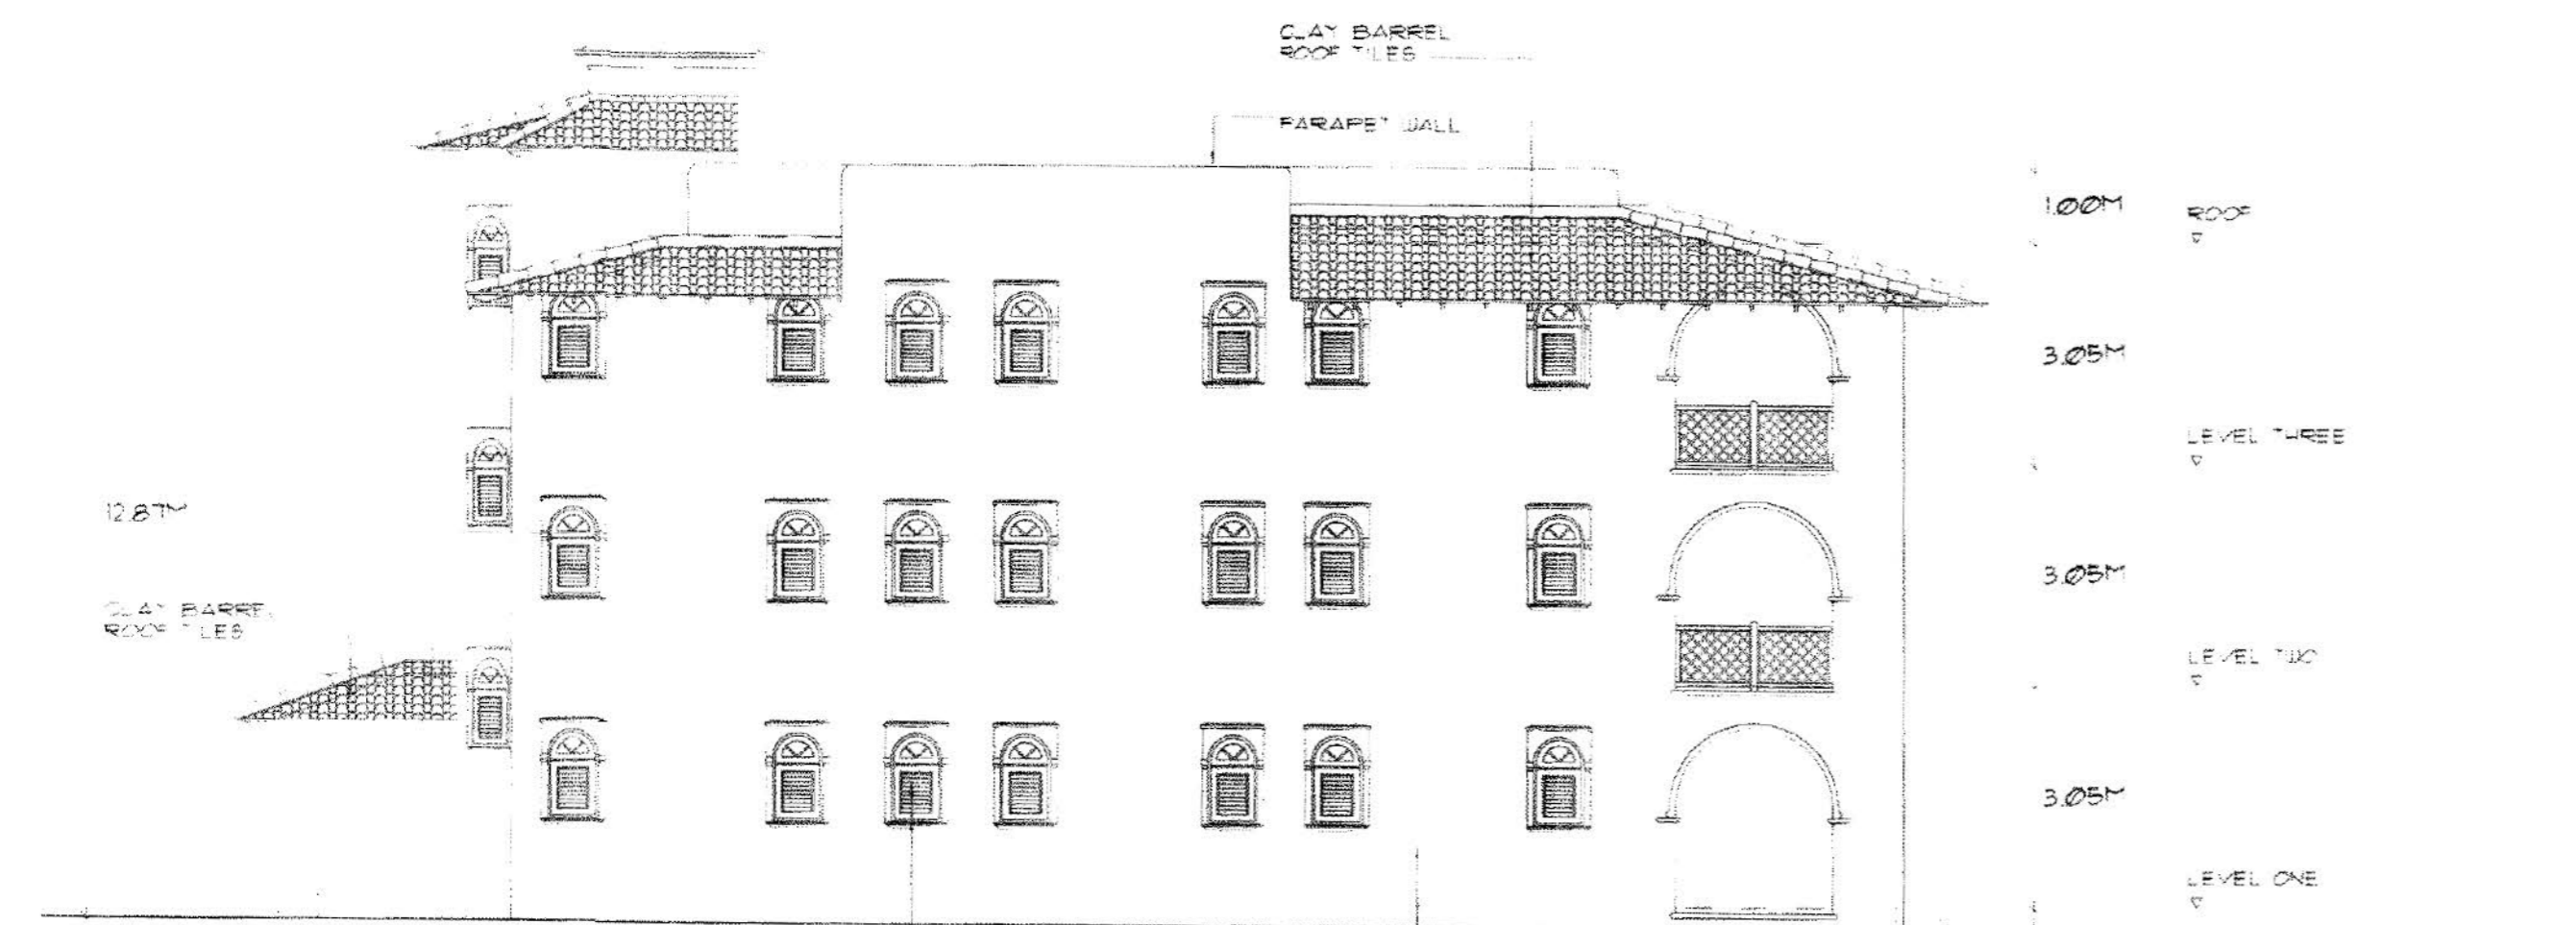 CLAY BARREL
ROOF TILES
PARAPET WALL
1.00M
ROOF
3.05M
LEVEL THREE
12.87M
3.05M
CLAY BARREL
ROOF TILES
LEVEL TWO
3.05M
LEVEL ONE